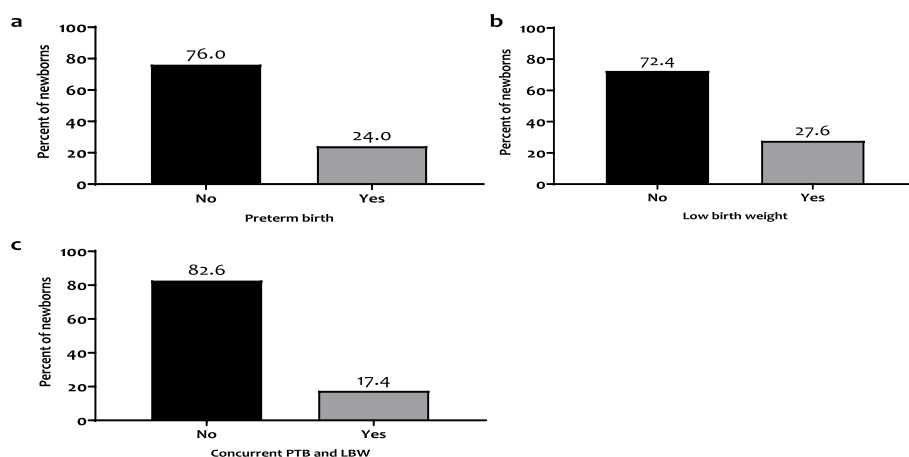 a
Percent of newborns
100
80
60
40
20
0
76.0
24.0
No Yes
Preterm birth
b
Percent of newborns
100
80
60
40
20
0
72.4
27.6
No Yes
Low birth weight
c
Percent of newborns
100
80
60
40
20
0
82.6
17.4
No Yes
Concurrent PTB and LBW